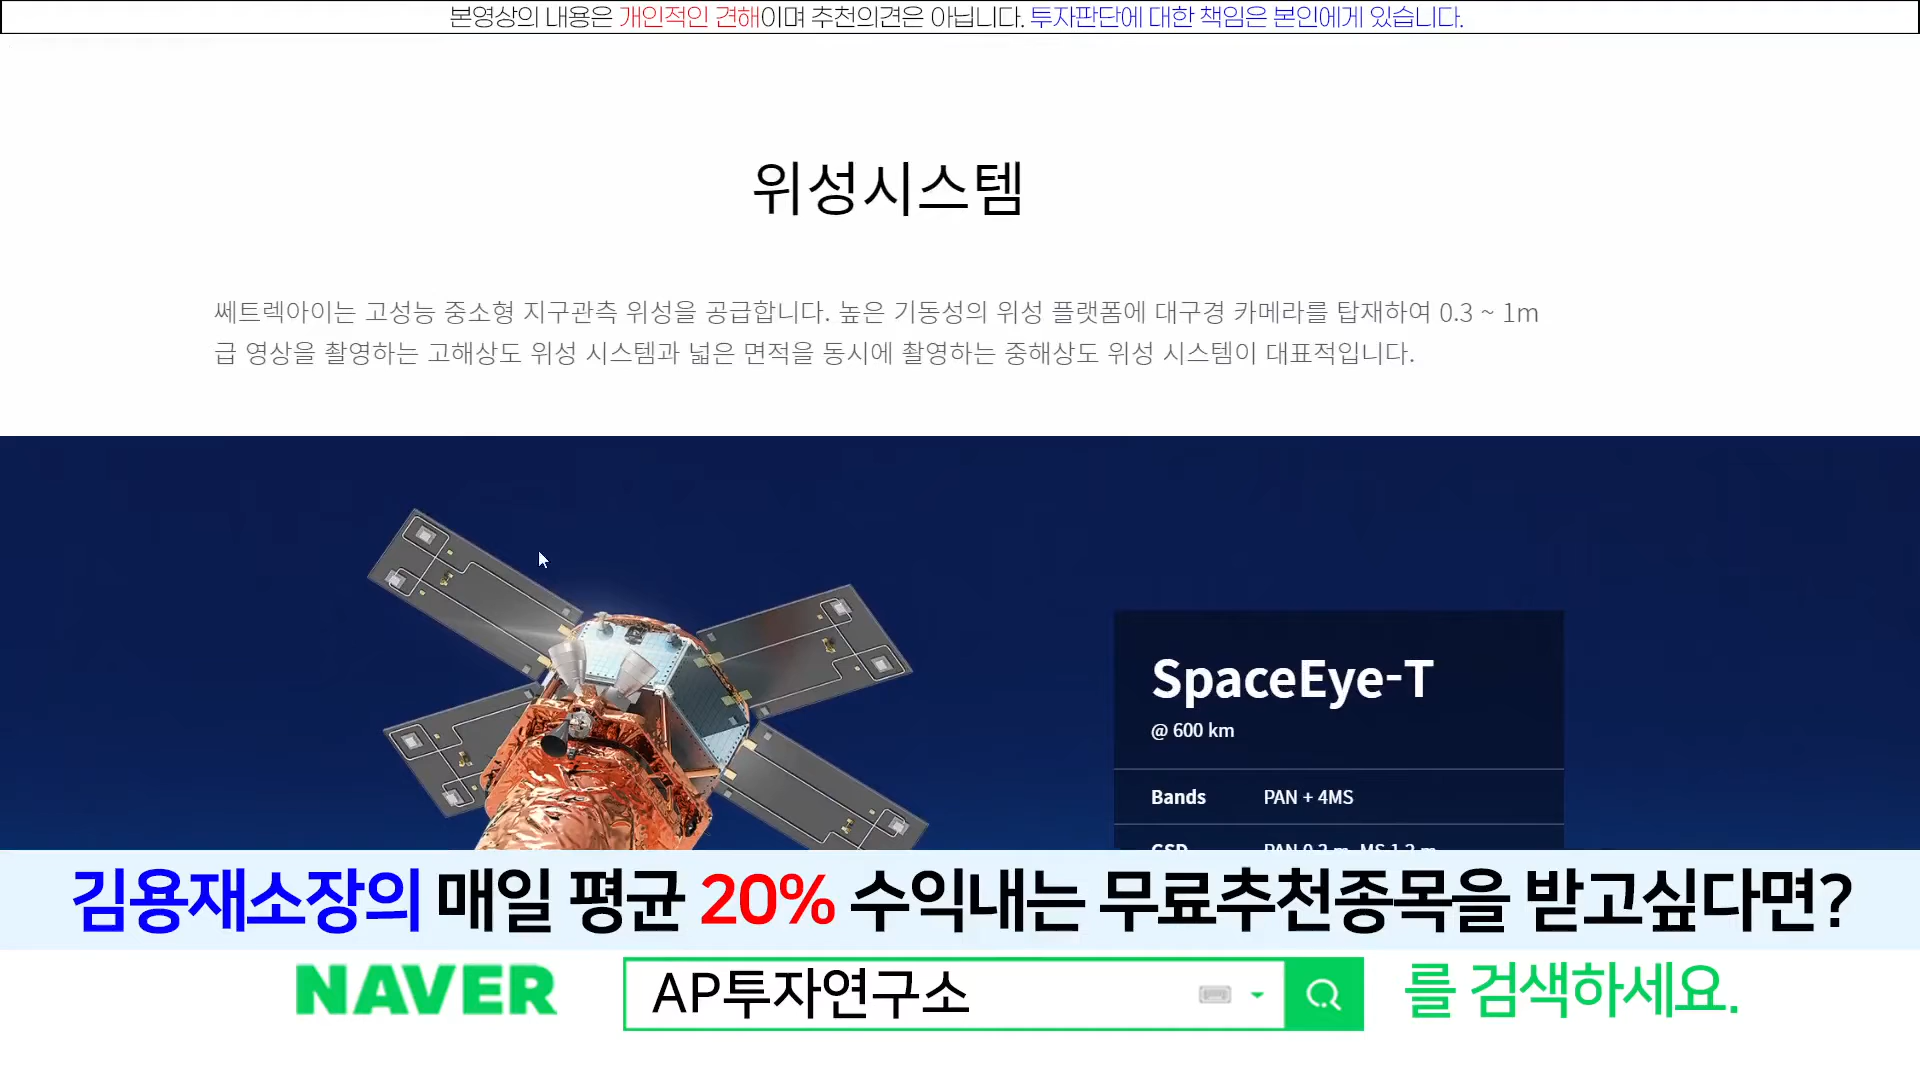 본영상의 내용은 개인적인 견해이며 추천의견은 아닙니다. 투자판단에 대한 책임은 본인에게 있습니다.
위성시스템
쎄트렉아이는 고성능 중소형 지구관측 위성을 공급합니다. 높은 기동성의 위성 플랫폼에 대구경 카메라를 탑재하여 0.3 ~ 1m
급 영상을 촬영하는 고해상도 위성 시스템과 넓은 면적을 동시에 촬영하는 중해상도 위성 시스템이 대표적입니다.
SpaceEye-T
@ 600 km
Bands PAN + 4MS
김용재소장의 매일 평균 20% 수익내는 무료추천종목을 받고싶다면?
NAVER AP투자연구소 를 검색하세요.